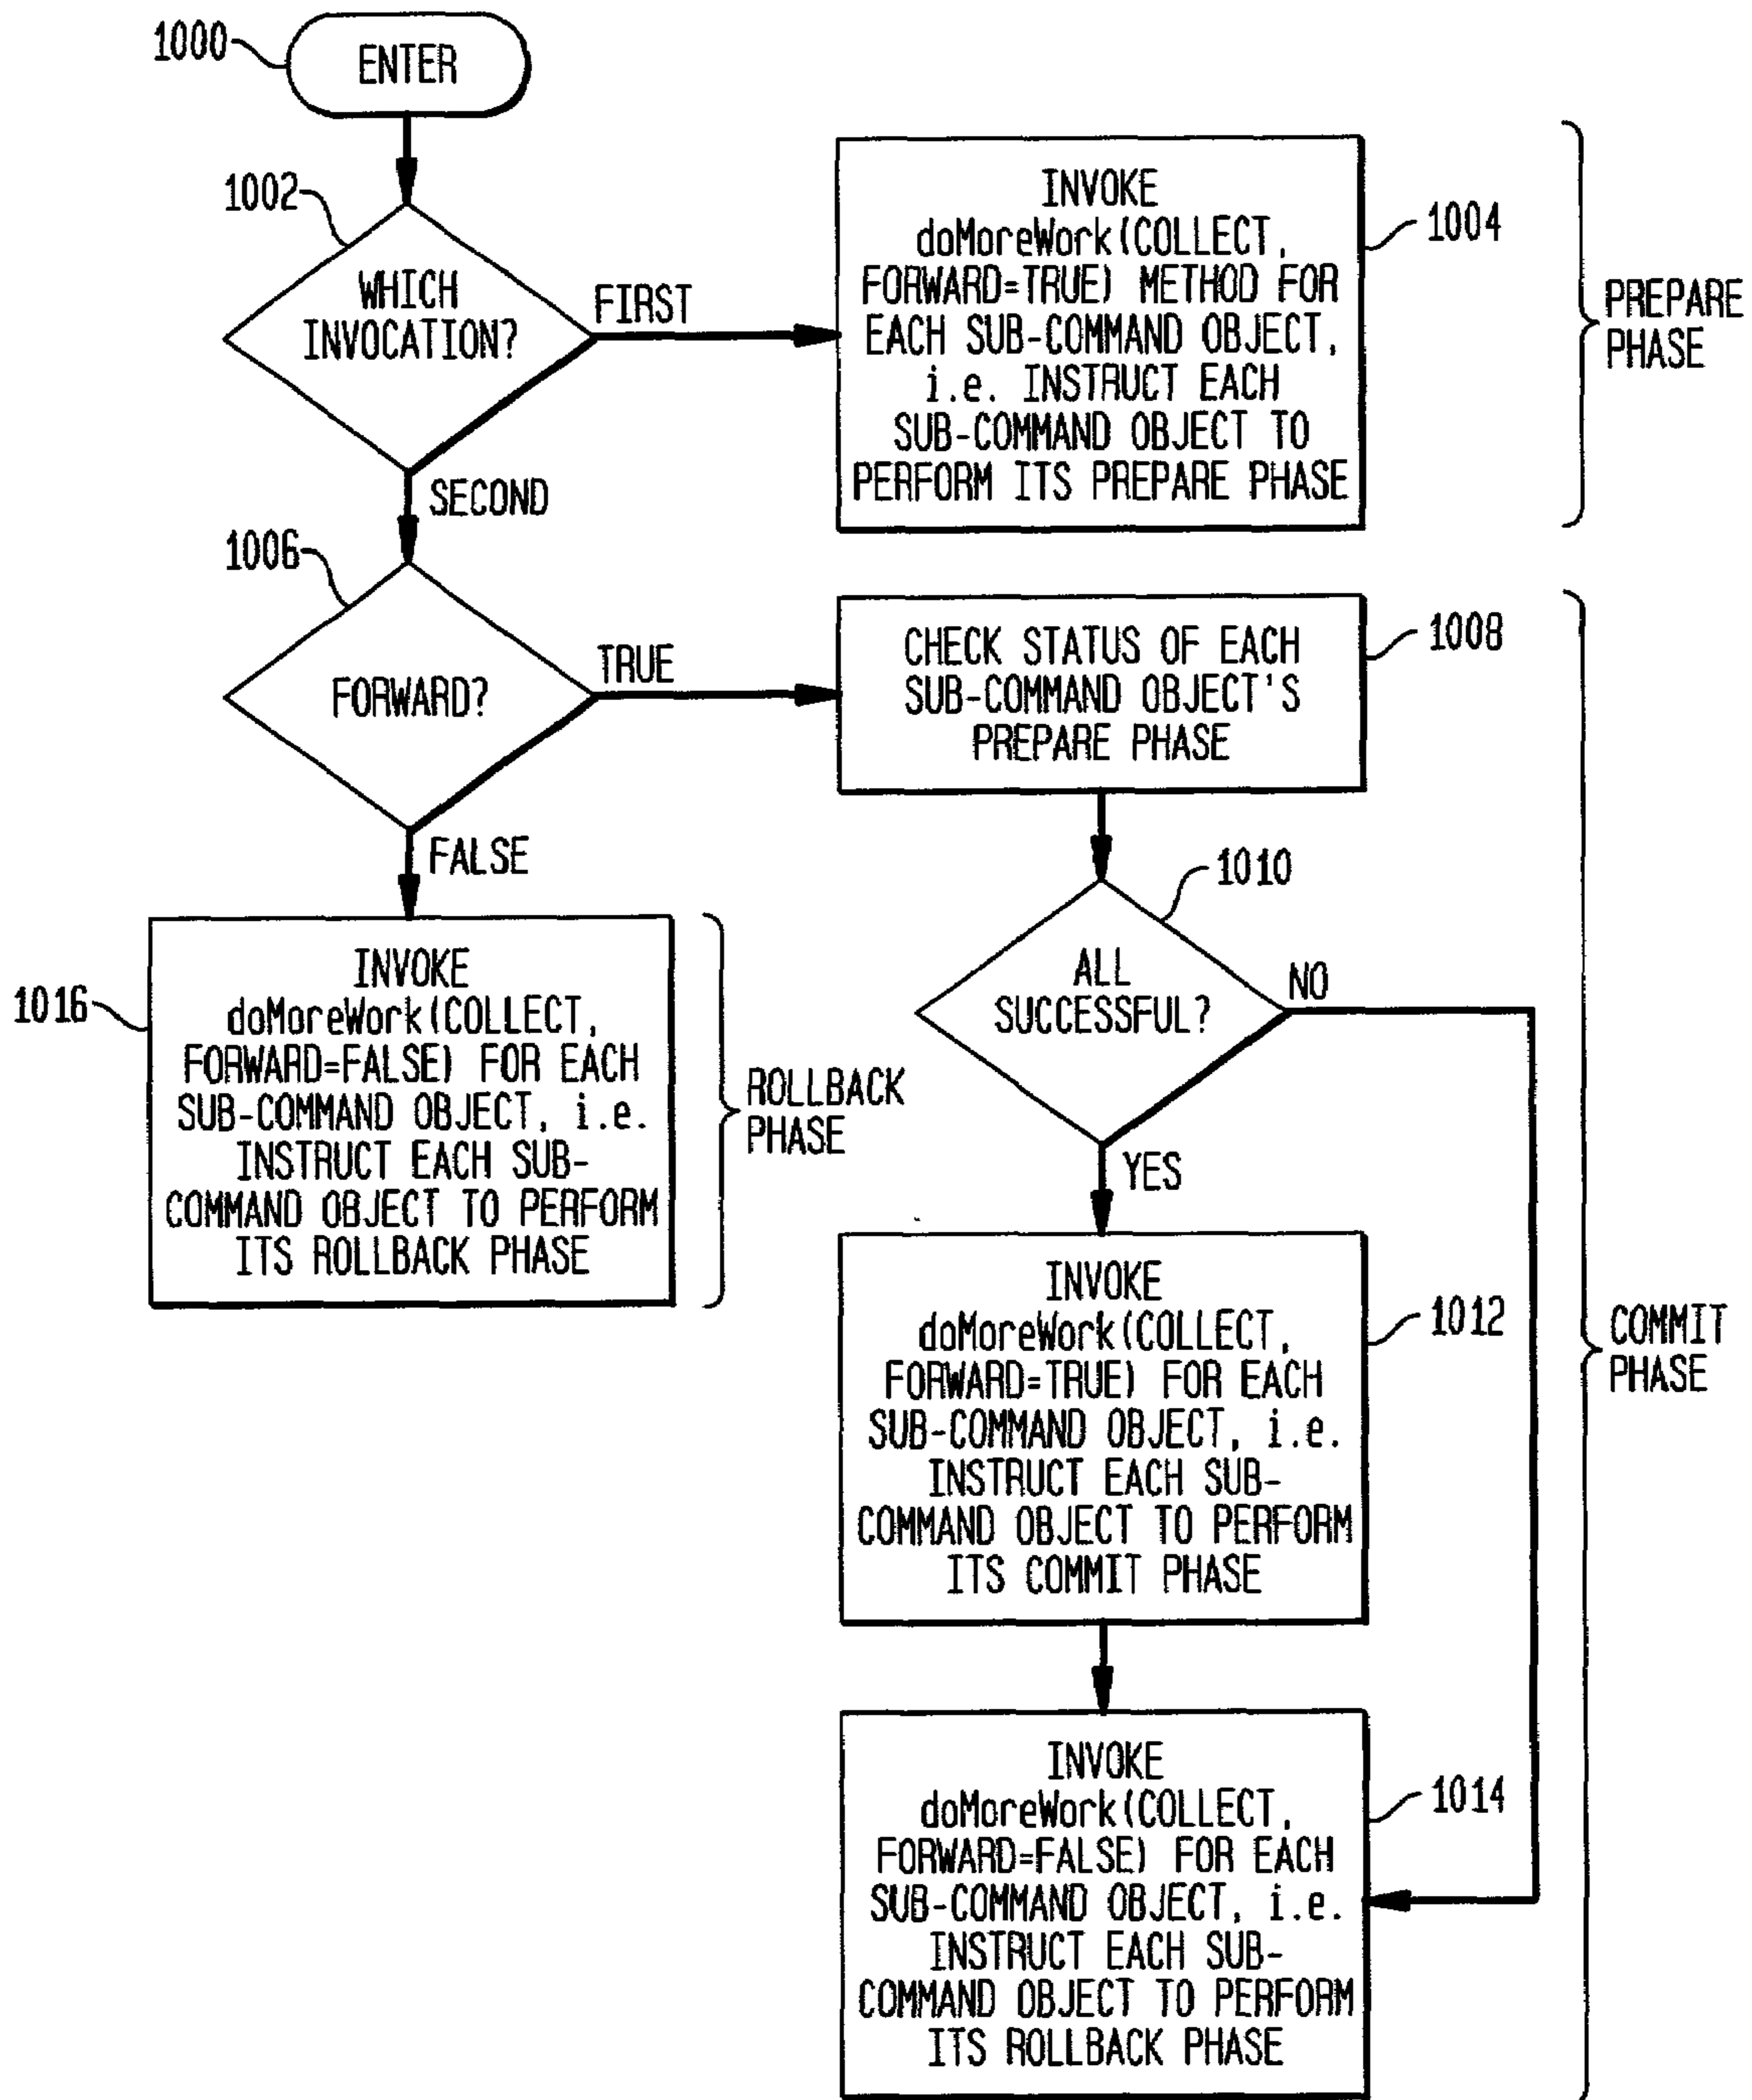 1000
ENTER
1002
WHICH
INVOCATION?
FIRST
SECOND
INVOKE
doMoreWork(COLLECT,
FORWARD=TRUE) METHOD FOR
EACH SUB-COMMAND OBJECT,
i.e. INSTRUCT EACH
SUB-COMMAND OBJECT TO
PERFORM ITS PREPARE PHASE
1004
PREPARE
PHASE
1006
FORWARD?
TRUE
FALSE
CHECK STATUS OF EACH
SUB-COMMAND OBJECT'S
PREPARE PHASE
1008
1010
ALL
SUCCESSFUL?
NO
YES
1016
INVOKE
doMoreWork(COLLECT,
FORWARD=FALSE) FOR EACH
SUB-COMMAND OBJECT, i.e.
INSTRUCT EACH SUB-
COMMAND OBJECT TO PERFORM
ITS ROLLBACK PHASE
ROLLBACK
PHASE
INVOKE
doMoreWork(COLLECT,
FORWARD=TRUE) FOR EACH
SUB-COMMAND OBJECT, i.e.
INSTRUCT EACH SUB-
COMMAND OBJECT TO PERFORM
ITS COMMIT PHASE
1012
COMMIT
PHASE
INVOKE
doMoreWork(COLLECT,
FORWARD=FALSE) FOR EACH
SUB-COMMAND OBJECT, i.e.
INSTRUCT EACH SUB-
COMMAND OBJECT TO PERFORM
ITS ROLLBACK PHASE
1014